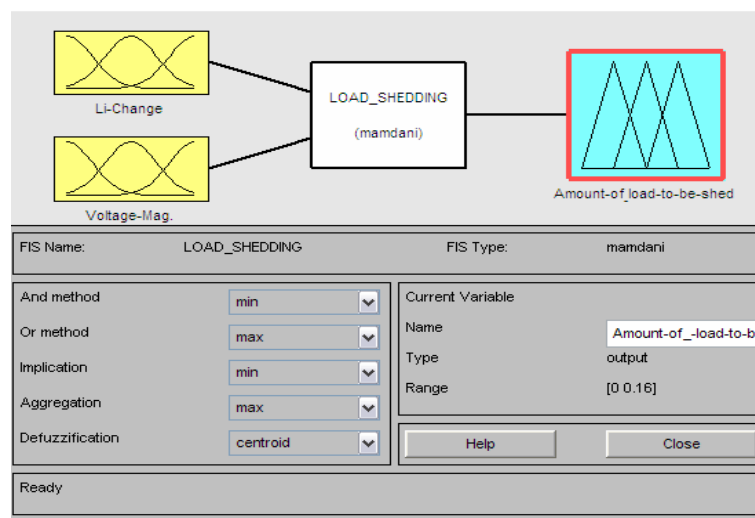 Li-Change
LOAD_SHEDDING
(mamdani)
Voltage-Mag.
Amount-of_load-to-be-shed
FIS Name: LOAD_SHEDDING FIS Type: mamdani
And method min
Or method max
Implication min
Aggregation max
Defuzzification centroid
Current Variable
Name Amount-of_-load-to-b
Type output
Range [0 0.16]
Help Close
Ready